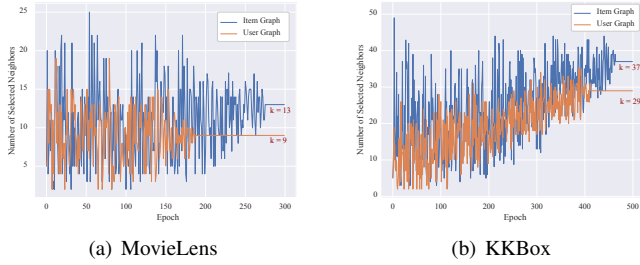 Item Graph
User Graph
25
20
15
10
5
0
50
100
150
200
250
300
Number of Selected Neighbors
Epoch
k = 13
k = 9
(a) MovieLens
Item Graph
User Graph
50
40
30
20
10
0
0
100
200
300
400
500
Number of Selected Neighbors
Epoch
k = 37
k = 29
(b) KKBox